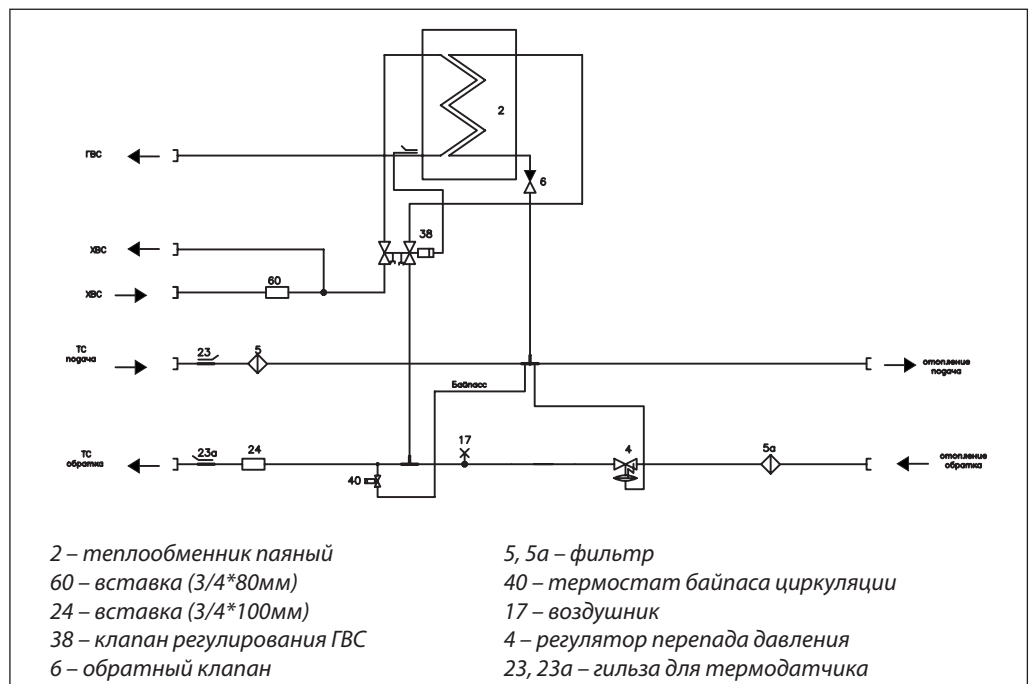 2
ГВС
6
38
ХВС
60
ХВС
ТС
подача
23
5
отопление
подача
Байпасс
ТС
обратка
23а
24
17
4
5а
отопление
обратка
40
2 – теплообменник паяный
60 – вставка (3/4*80мм)
24 – вставка (3/4*100мм)
38 – клапан регулирования ГВС
6 – обратный клапан
5, 5а – фильтр
40 – термостат байпаса циркуляции
17 – воздушник
4 – регулятор перепада давления
23, 23а – гильза для термодатчика